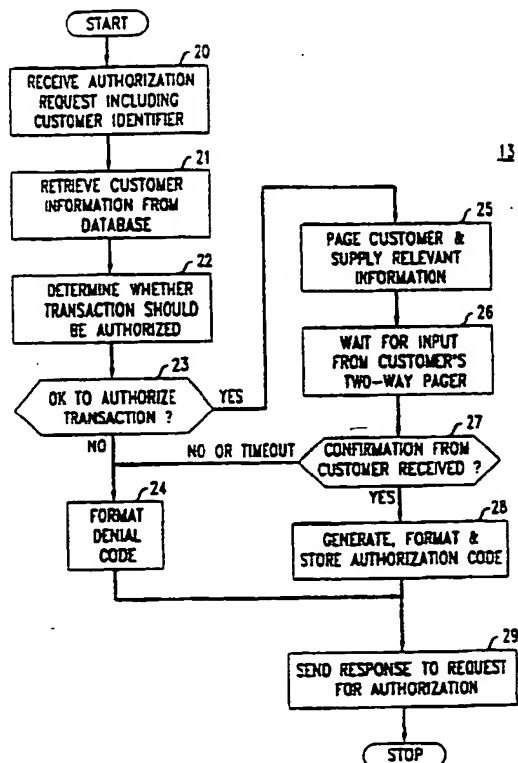 START
20
RECEIVE AUTHORIZATION
REQUEST INCLUDING
CUSTOMER IDENTIFIER
21
RETRIEVE CUSTOMER
INFORMATION FROM
DATABASE
22
DETERMINE WHETHER
TRANSACTION SHOULD
BE AUTHORIZED
23
OK TO AUTHORIZE
TRANSACTION ?
YES
NO
24
FORMAT
DENIAL
CODE
13
25
PAGE CUSTOMER &
SUPPLY RELEVANT
INFORMATION
26
WAIT FOR INPUT
FROM CUSTOMER'S
TWO-WAY PAGER
27
CONFIRMATION FROM
CUSTOMER RECEIVED ?
NO OR TIMEOUT
YES
28
GENERATE, FORMAT &
STORE AUTHORIZATION CODE
29
SEND RESPONSE TO REQUEST
FOR AUTHORIZATION
STOP